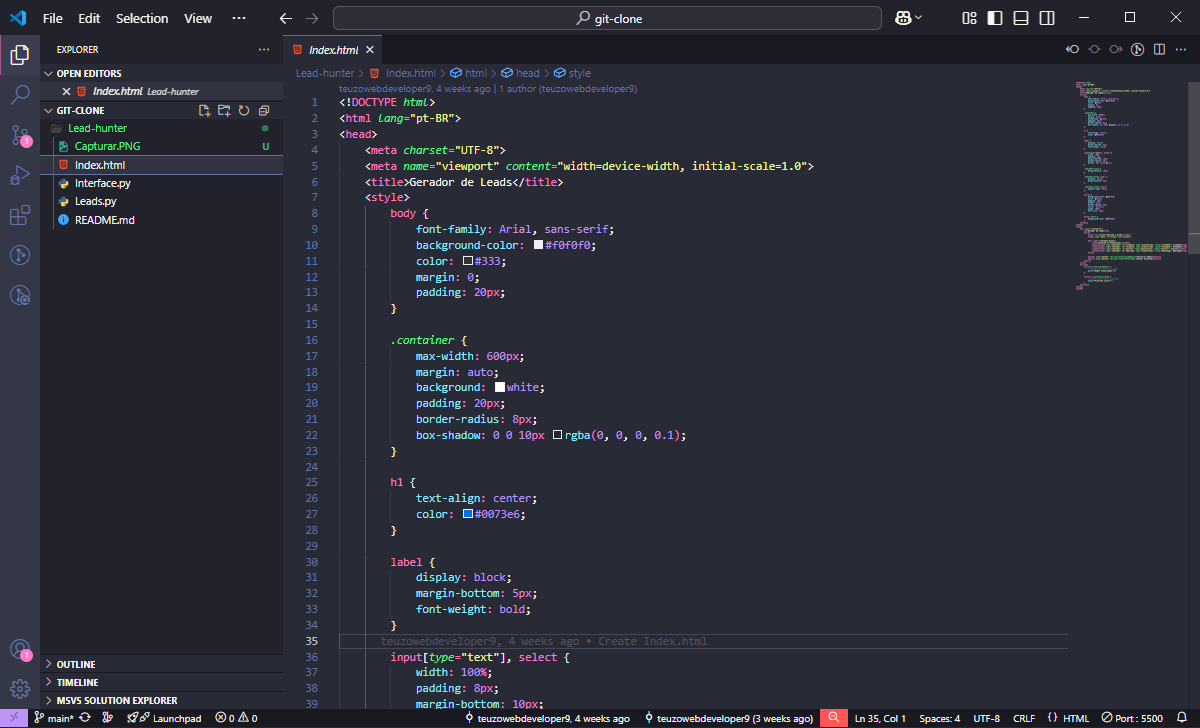 File Edit Selection View ··· git-clone
EXPLORER ···
OPEN EDITORS
Index.html Lead-hunter
GIT-CLONE
Lead-hunter
Capturar.PNG U
Index.html
Interface.py
Leads.py
README.md
1
1
OUTLINE
TIMELINE
MSVS SOLUTION EXPLORER
Index.html
Lead-hunter > Index.html > html > head > style
teuzowebdeveloper9, 4 weeks ago | 1 author (teuzowebdeveloper9)
1 <!DOCTYPE html>
2 <html lang="pt-BR">
3 <head>
4 <meta charset="UTF-8">
5 <meta name="viewport" content="width=device-width, initial-scale=1.0">
6 <title>Gerador de Leads</title>
7 <style>
8 body {
9 font-family: Arial, sans-serif;
10 background-color: #f0f0f0;
11 color: #333;
12 margin: 0;
13 padding: 20px;
14 }
15
16 .container {
17 max-width: 600px;
18 margin: auto;
19 background: white;
20 padding: 20px;
21 border-radius: 8px;
22 box-shadow: 0 0 10px rgba(0, 0, 0, 0.1);
23 }
24
25 h1 {
26 text-align: center;
27 color: #0073e6;
28 }
29
30 label {
31 display: block;
32 margin-bottom: 5px;
33 font-weight: bold;
34 }
35 teuzowebdeveloper9, 4 weeks ago • Create Index.html
36 input[type="text"], select {
37 width: 100%;
38 padding: 8px;
39 margin-bottom: 10px;
main* Launchpad 0 0 teuzowebdeveloper9, 4 weeks ago teuzowebdeveloper9 (3 weeks ago) Ln 35, Col 1 Spaces: 4 UTF-8 CRLF {} HTML Port : 5500